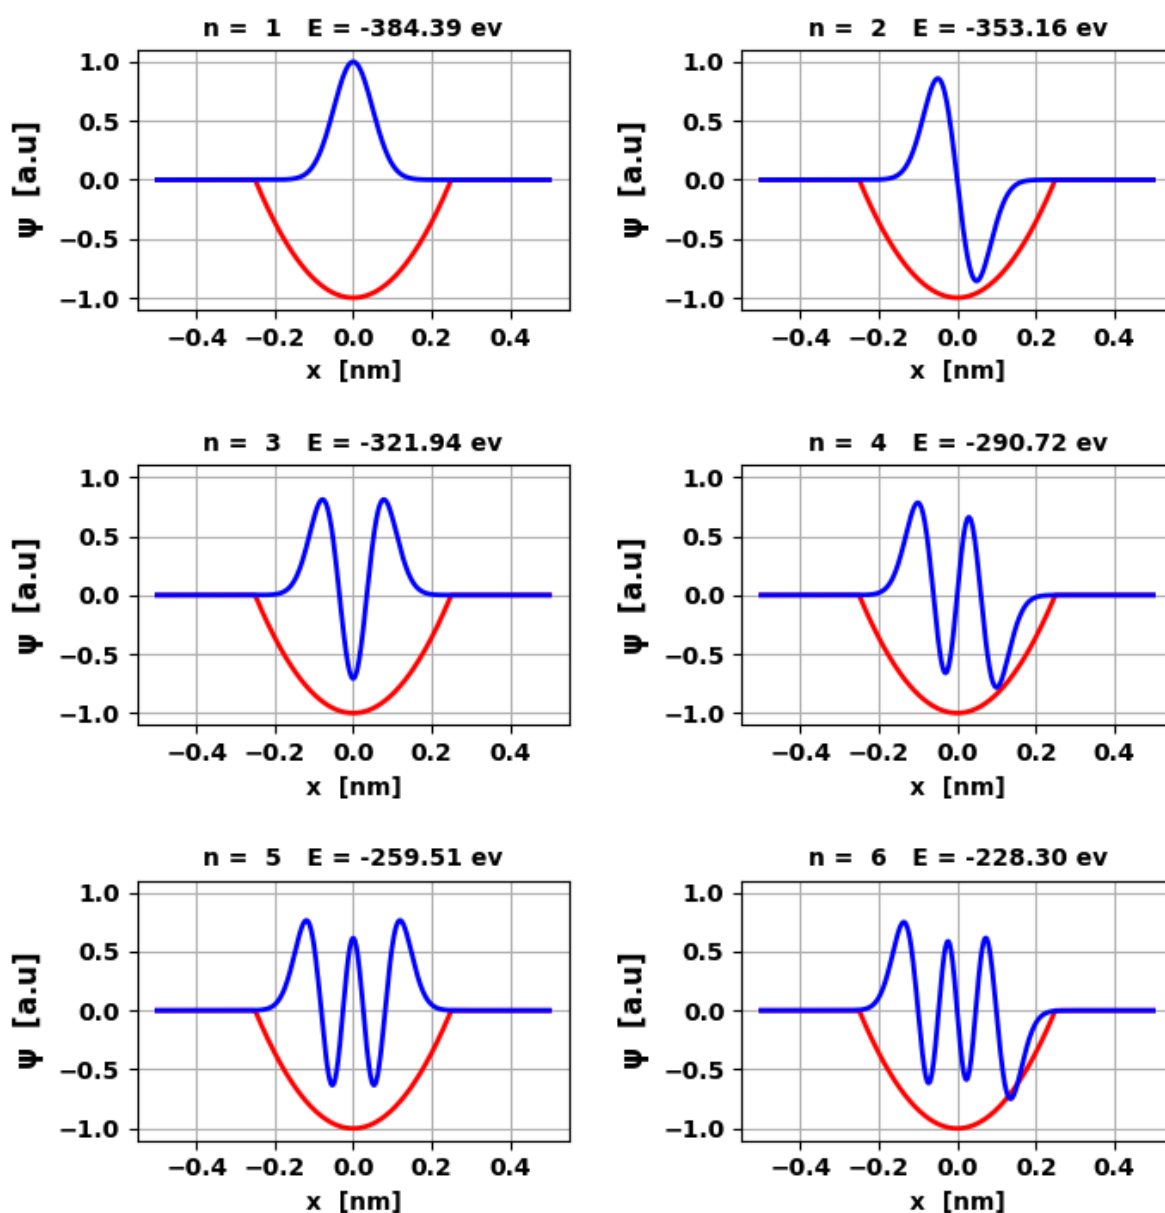 n =  1   E = -384.39 ev
1.0
0.5
0.0
−0.5
−1.0
ψ [a.u]
−0.4 −0.2 0.0 0.2 0.4
x [nm]
n =  2   E = -353.16 ev
1.0
0.5
0.0
−0.5
−1.0
ψ [a.u]
−0.4 −0.2 0.0 0.2 0.4
x [nm]
n =  3   E = -321.94 ev
1.0
0.5
0.0
−0.5
−1.0
ψ [a.u]
−0.4 −0.2 0.0 0.2 0.4
x [nm]
n =  4   E = -290.72 ev
1.0
0.5
0.0
−0.5
−1.0
ψ [a.u]
−0.4 −0.2 0.0 0.2 0.4
x [nm]
n =  5   E = -259.51 ev
1.0
0.5
0.0
−0.5
−1.0
ψ [a.u]
−0.4 −0.2 0.0 0.2 0.4
x [nm]
n =  6   E = -228.30 ev
1.0
0.5
0.0
−0.5
−1.0
ψ [a.u]
−0.4 −0.2 0.0 0.2 0.4
x [nm]